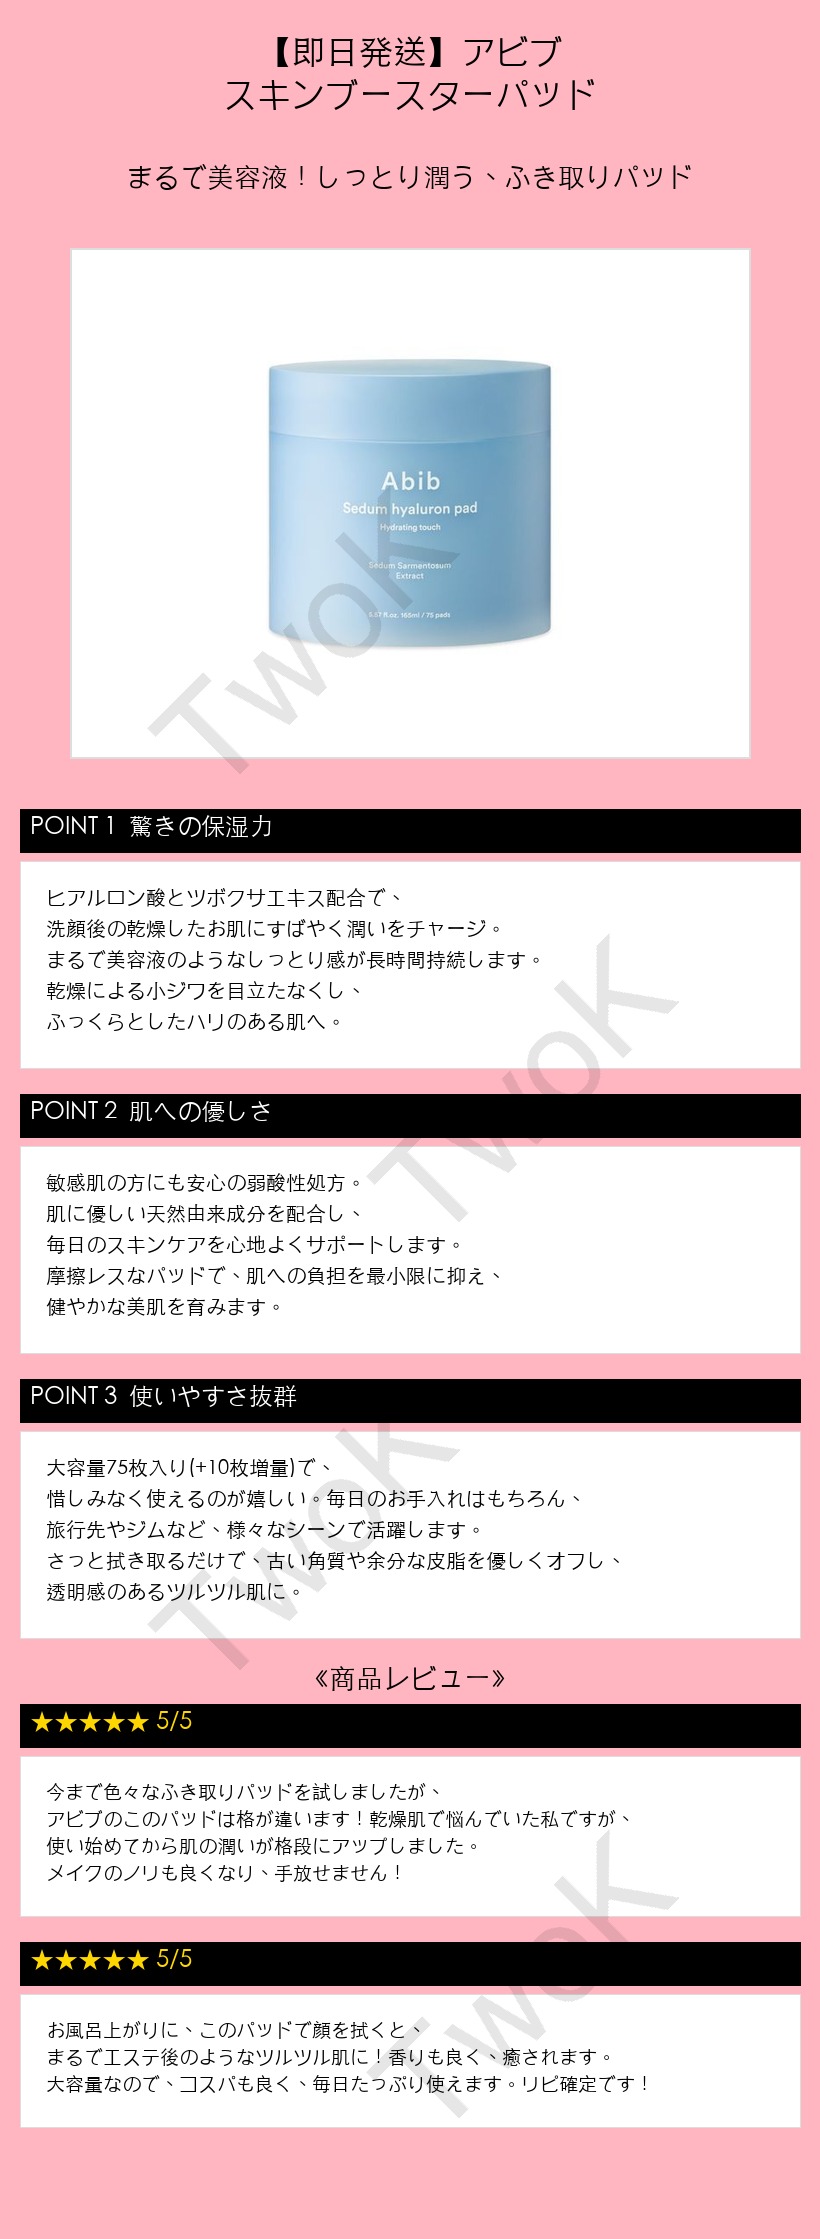 【即日発送】アビブ
スキンブースターパッド
まるで美容液！しっとり潤う、ふき取りパッド
Abib
Sedum hyaluron pad
Hydrating touch
Sedum Sarmentosum
Extract
5.57 fl.oz. 165ml / 75 pads
TwoK
POINT 1 驚きの保湿力
ヒアルロン酸とツボクサエキス配合で、
洗顔後の乾燥したお肌にすばやく潤いをチャージ。
まるで美容液のようなしっとり感が長時間持続します。
乾燥による小ジワを目立たなくし、
ふっくらとしたハリのある肌へ。
TwoK
POINT 2 肌への優しさ
敏感肌の方にも安心の弱酸性処方。
肌に優しい天然由来成分を配合し、
毎日のスキンケアを心地よくサポートします。
摩擦レスなパッドで、肌への負担を最小限に抑え、
健やかな美肌を育みます。
POINT 3 使いやすさ抜群
大容量75枚入り(+10枚増量)で、
惜しみなく使えるのが嬉しい。毎日のお手入れはもちろん、
旅行先やジムなど、様々なシーンで活躍します。
さっと拭き取るだけで、古い角質や余分な皮脂を優しくオフし、
透明感のあるツルツル肌に。
TwoK
《商品レビュー》
★★★★★ 5/5
今まで色々なふき取りパッドを試しましたが、
アビブのこのパッドは格が違います！乾燥肌で悩んでいた私ですが、
使い始めてから肌の潤いが格段にアップしました。
メイクのノリも良くなり、手放せません！
★★★★★ 5/5
お風呂上がりに、このパッドで顔を拭くと、
まるでエステ後のようなツルツル肌に！香りも良く、癒されます。
大容量なので、コスパも良く、毎日たっぷり使えます。リピ確定です！
TwoK